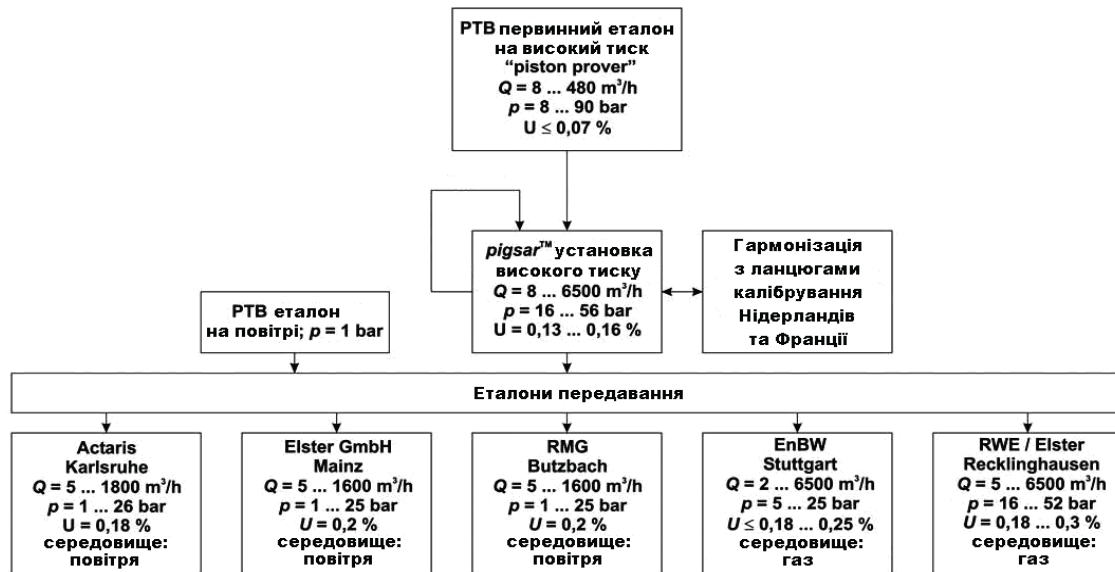 PTB первинний еталон
на високий тиск
“piston prover”
Q = 8 ... 480 m³/h
p = 8 ... 90 bar
U ≤ 0,07 %
pigsar™ установка
високого тиску
Q = 8 ... 6500 m³/h
p = 16 ... 56 bar
U = 0,13 ... 0,16 %
Гармонізація
з ланцюгами
калібрування
Нідерландів
та Франції
PTB еталон
на повітрі; p = 1 bar
Еталони передавання
Actaris
Karlsruhe
Q = 5 ... 1800 m³/h
p = 1 ... 26 bar
U = 0,18 %
середовище:
повітря
Elster GmbH
Mainz
Q = 5 ... 1600 m³/h
p = 1 ... 25 bar
U = 0,2 %
середовище:
повітря
RMG
Butzbach
Q = 5 ... 1600 m³/h
p = 1 ... 25 bar
U = 0,2 %
середовище:
повітря
EnBW
Stuttgart
Q = 2 ... 6500 m³/h
p = 5 ... 25 bar
U ≤ 0,18 ... 0,25 %
середовище:
газ
RWE / Elster
Recklinghausen
Q = 5 ... 6500 m³/h
p = 16 ... 52 bar
U = 0,18 ... 0,3 %
середовище:
газ